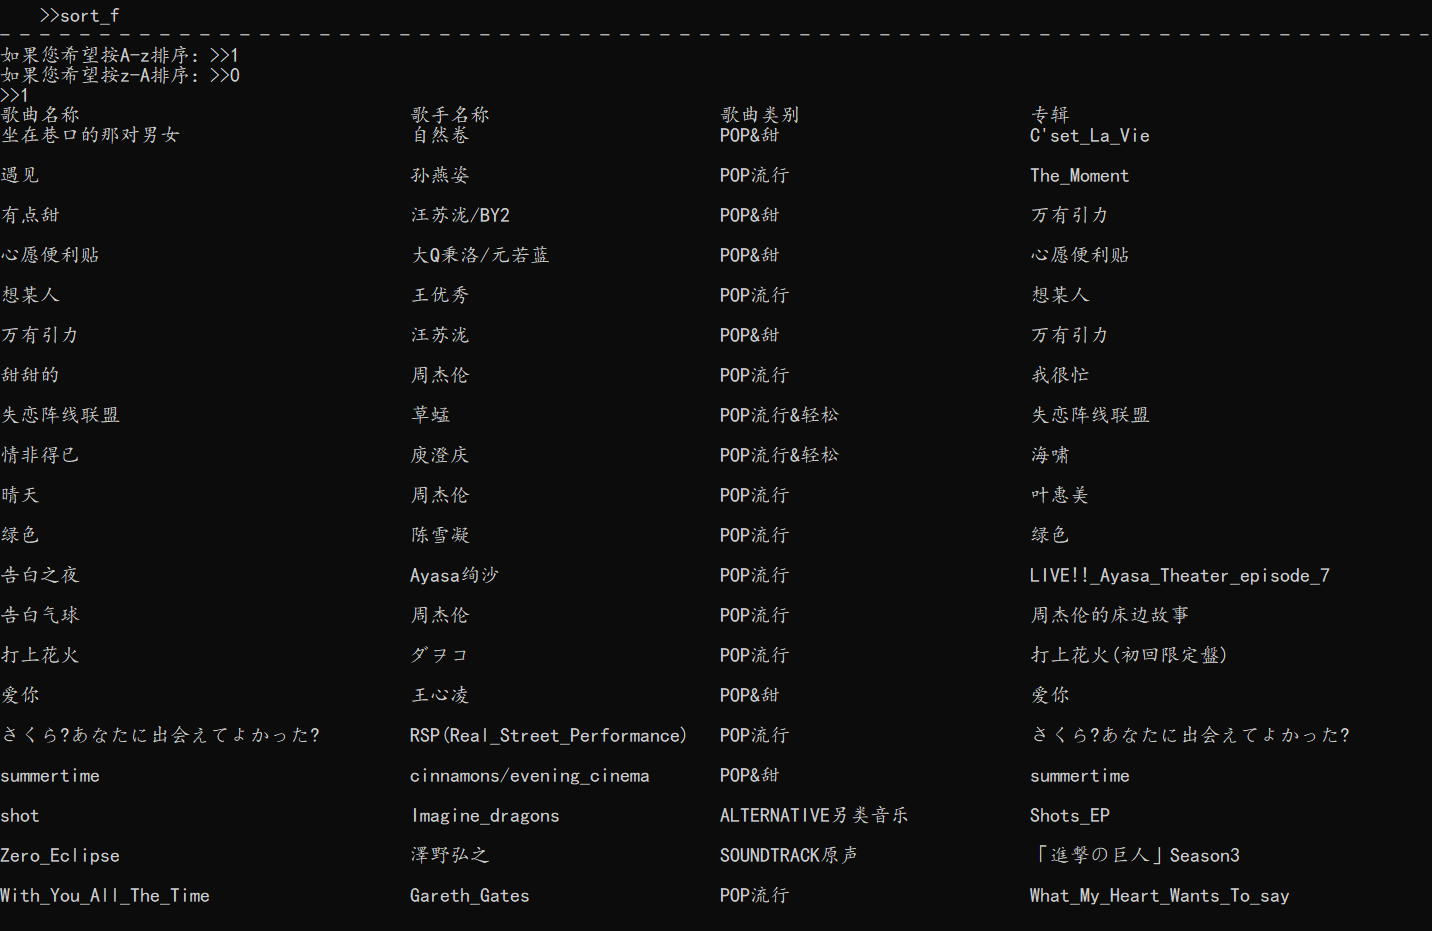 >>sort_f
--------------------------------------------------------------------------------
如果您希望按A-z排序：>>1
如果您希望按z-A排序：>>0
>>1
歌曲名称 歌手名称 歌曲类别 专辑
坐在巷口的那对男女 自然卷 POP&甜 C'set_La_Vie
遇见 孙燕姿 POP流行 The_Moment
有点甜 汪苏泷/BY2 POP&甜 万有引力
心愿便利贴 大Q秉洛/元若蓝 POP&甜 心愿便利贴
想某人 王优秀 POP流行 想某人
万有引力 汪苏泷 POP&甜 万有引力
甜甜的 周杰伦 POP流行 我很忙
失恋阵线联盟 草蜢 POP流行&轻松 失恋阵线联盟
情非得已 庾澄庆 POP流行&轻松 海啸
晴天 周杰伦 POP流行 叶惠美
绿色 陈雪凝 POP流行 绿色
告白之夜 Ayasa绚沙 POP流行 LIVE!!_Ayasa_Theater_episode_7
告白气球 周杰伦 POP流行 周杰伦的床边故事
打上花火 ダヲコ POP流行 打上花火(初回限定盤)
爱你 王心凌 POP&甜 爱你
さくら?あなたに出会えてよかった? RSP(Real_Street_Performance) POP流行 さくら?あなたに出会えてよかった?
summertime cinnamons/evening_cinema POP&甜 summertime
shot Imagine_dragons ALTERNATIVE另类音乐 Shots_EP
Zero_Eclipse 澤野弘之 SOUNDTRACK原声 「進撃の巨人」Season3
With_You_All_The_Time Gareth_Gates POP流行 What_My_Heart_Wants_To_say